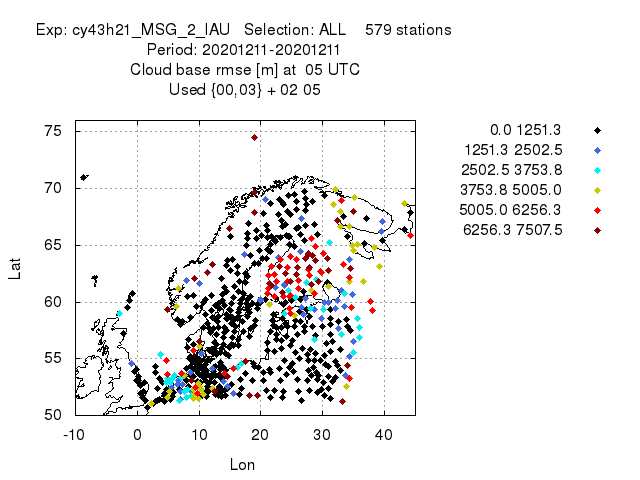 Exp: cy43h21_MSG_2_IAU   Selection: ALL    579 stations
Period: 20201211-20201211
Cloud base rmse [m] at  05 UTC
Used {00,03} + 02 05
0.0 1251.3
1251.3 2502.5
2502.5 3753.8
3753.8 5005.0
5005.0 6256.3
6256.3 7507.5
75
70
65
60
55
50
Lat
-10 0 10 20 30 40
Lon